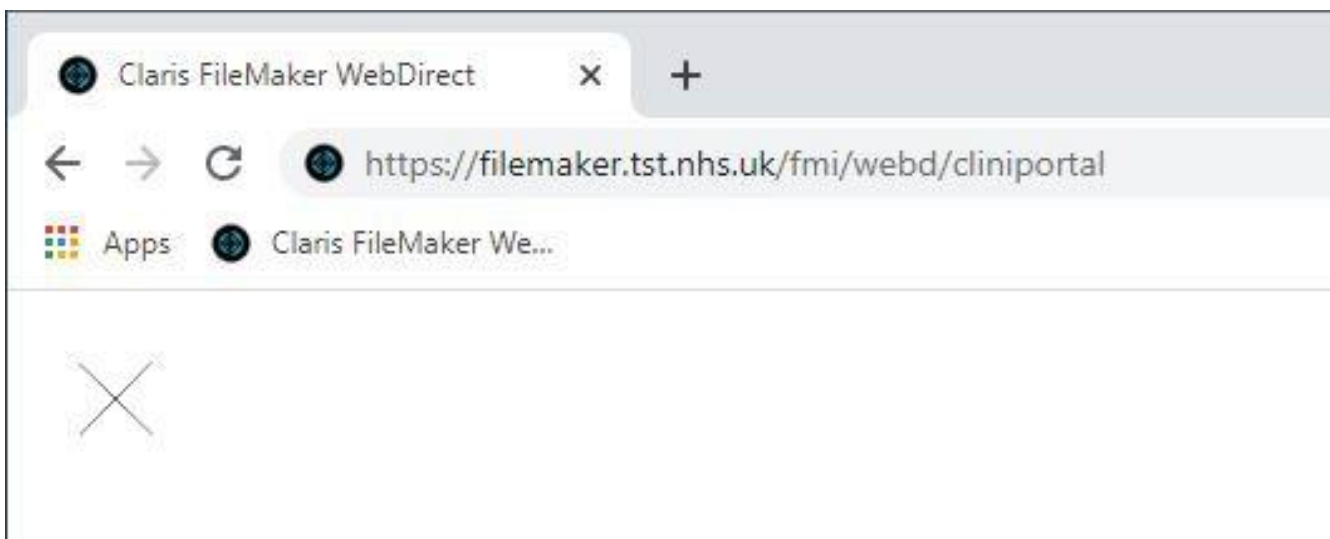 Claris FileMaker WebDirect
https://filemaker.tst.nhs.uk/fmi/webd/cliniportal
Apps Claris FileMaker We...